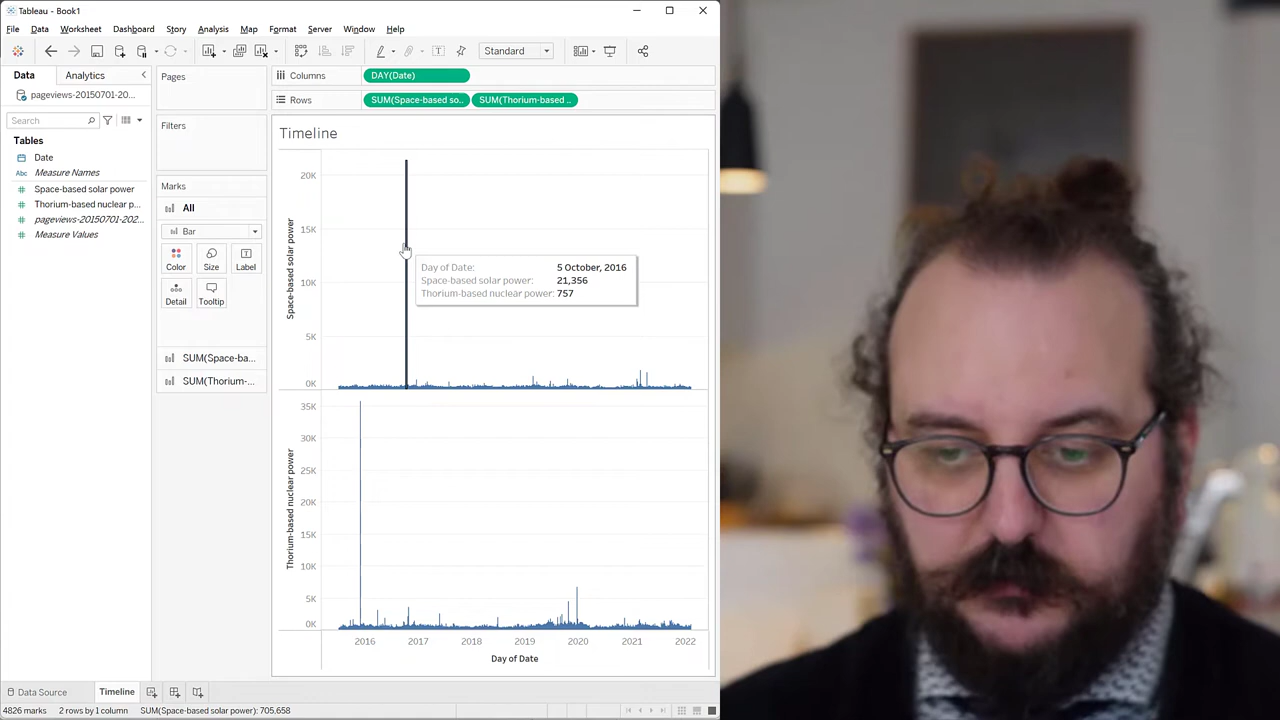 Tableau - Book1
File Data Worksheet Dashboard Story Analysis Map Format Server Window Help
Standard
Data Analytics
pageviews-20150701-20...
Search
Tables
Date
Abc Measure Names
Space-based solar power
Thorium-based nuclear p...
pageviews-20150701-202...
Measure Values
Pages
Filters
Marks
All
Bar
Color Size Label
Detail Tooltip
SUM(Space-ba...
SUM(Thorium-...
Columns DAY(Date)
Rows SUM(Space-based so.. SUM(Thorium-based ..
Timeline
Space-based solar power
20K
15K
10K
5K
0K
Day of Date: 5 October, 2016
Space-based solar power: 21,356
Thorium-based nuclear power: 757
Thorium-based nuclear power
35K
30K
25K
20K
15K
10K
5K
0K
2016 2017 2018 2019 2020 2021 2022
Day of Date
Data Source Timeline
4826 marks 2 rows by 1 column SUM(Space-based solar power): 705,658